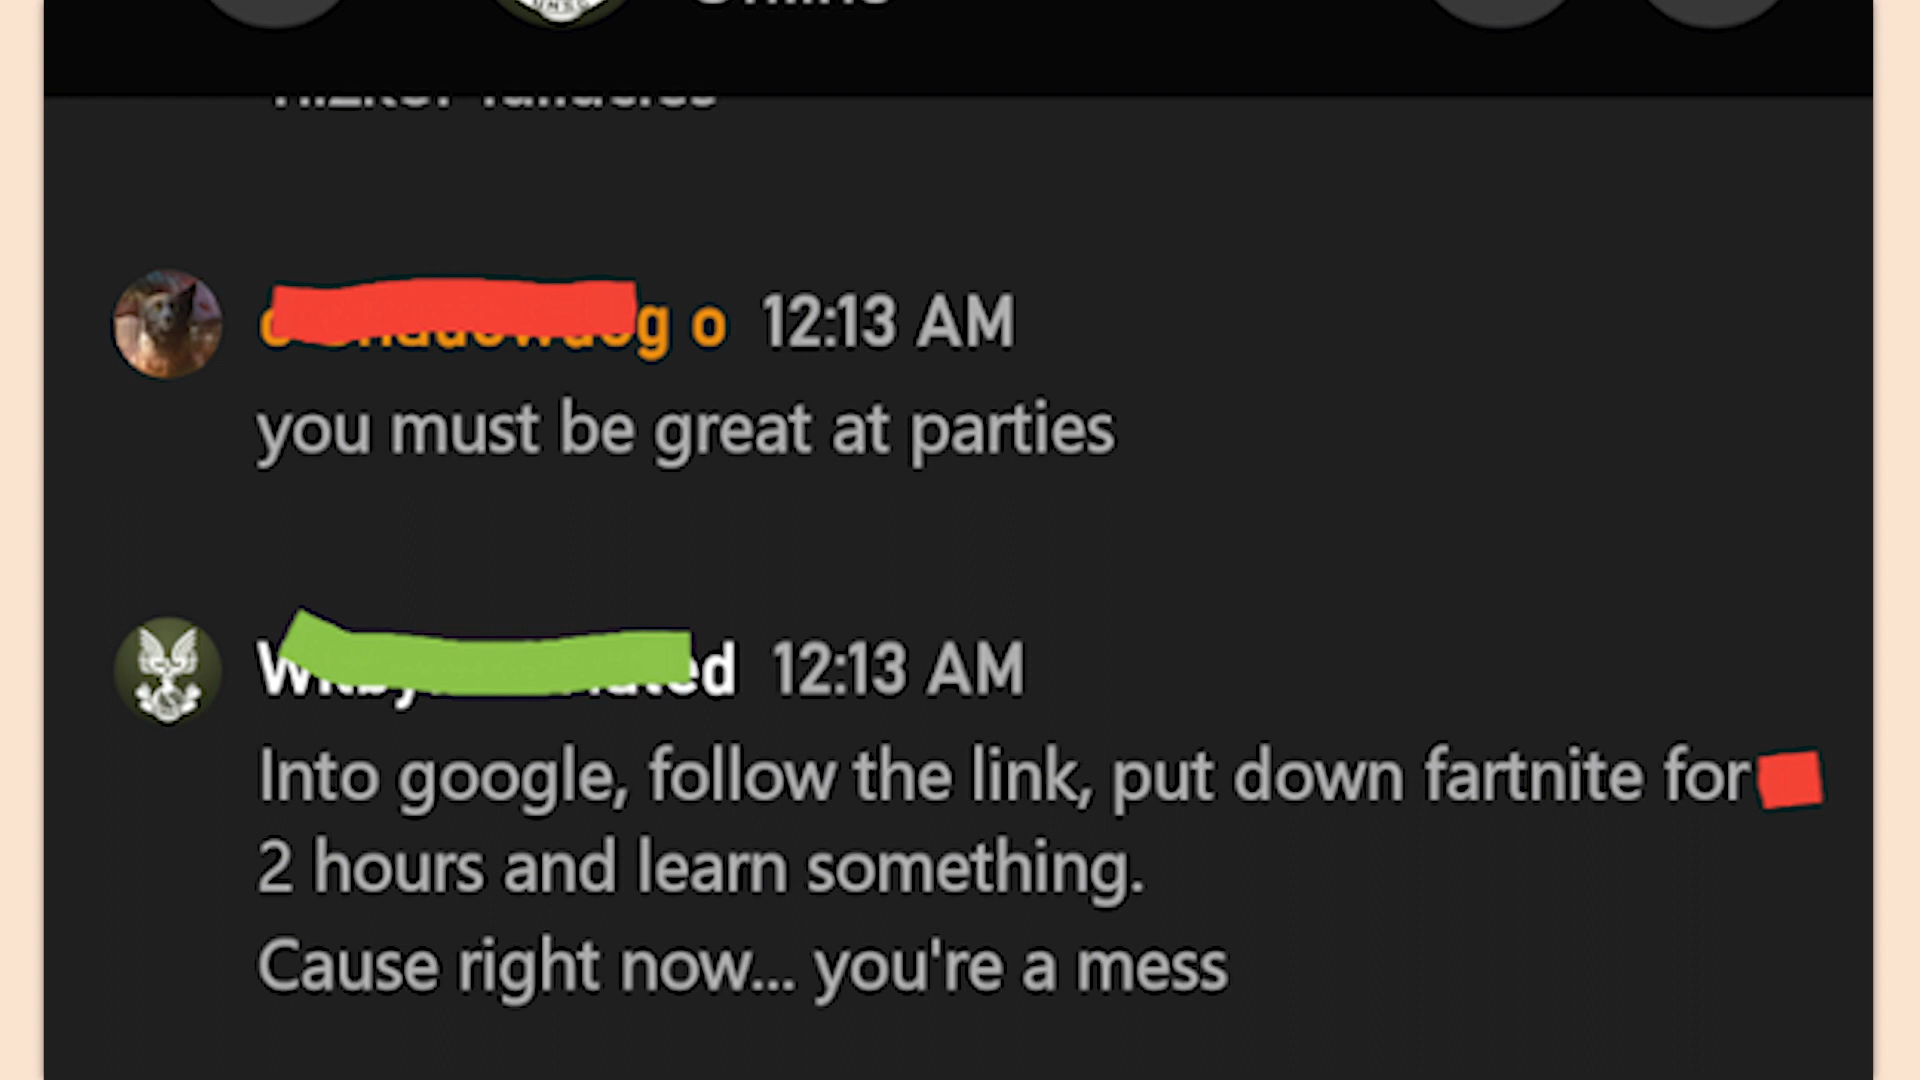 g o 12:13 AM
you must be great at parties
12:13 AM
Into google, follow the link, put down fartnite for
2 hours and learn something.
Cause right now... you're a mess